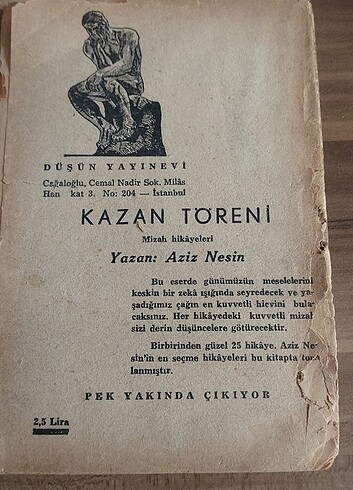 DÜŞÜN YAYINEVİ
Cağaloğlu, Cemal Nadir Sok. Milâs
Han kat 3. No: 204 — İstanbul
KAZAN TÖRENİ
Mizah hikâyeleri
Yazan: Aziz Nesin
Bu eserde günümüzün meselelerini
keskin bir zekâ ışığında seyredecek ve ya-
şadığımız çağın en kuvvetli hicvini bula-
caksınız. Her hikâyedeki kuvvetli mizah
sizi derin düşüncelere götürecektir.
Birbirinden güzel 25 hikâye. Aziz Ne-
sin'in en seçme hikâyeleri bu kitapta top-
lanmıştır.
PEK YAKINDA ÇIKIYOR
2,5 Lira